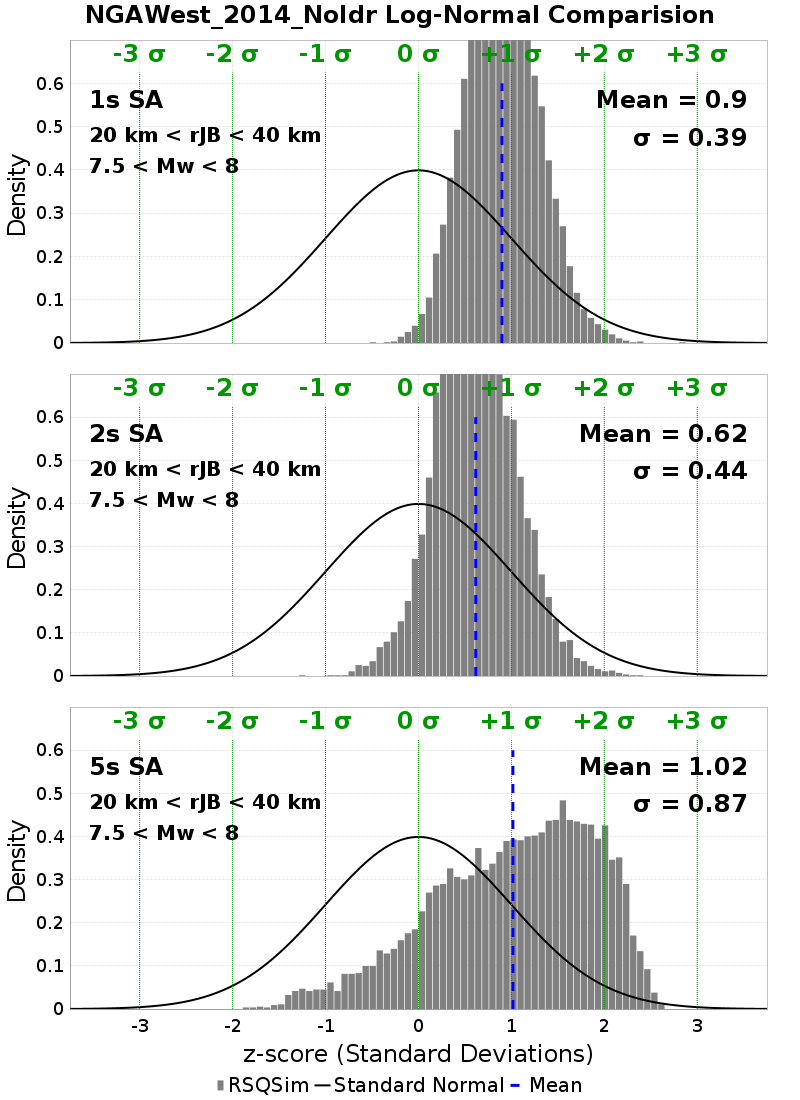 NGAWest_2014_NoIdr Log-Normal Comparision
-3 σ -2 σ -1 σ 0 σ +1 σ +2 σ +3 σ
1s SA
Mean = 0.9
20 km < rJB < 40 km
σ = 0.39
7.5 < Mw < 8
Density
0.6
0.5
0.4
0.3
0.2
0.1
0
-3 σ -2 σ -1 σ 0 σ +1 σ +2 σ +3 σ
2s SA
Mean = 0.62
20 km < rJB < 40 km
σ = 0.44
7.5 < Mw < 8
Density
0.6
0.5
0.4
0.3
0.2
0.1
0
-3 σ -2 σ -1 σ 0 σ +1 σ +2 σ +3 σ
5s SA
Mean = 1.02
20 km < rJB < 40 km
σ = 0.87
7.5 < Mw < 8
Density
0.6
0.5
0.4
0.3
0.2
0.1
0
-3 -2 -1 0 1 2 3
z-score (Standard Deviations)
RSQSim Standard Normal Mean